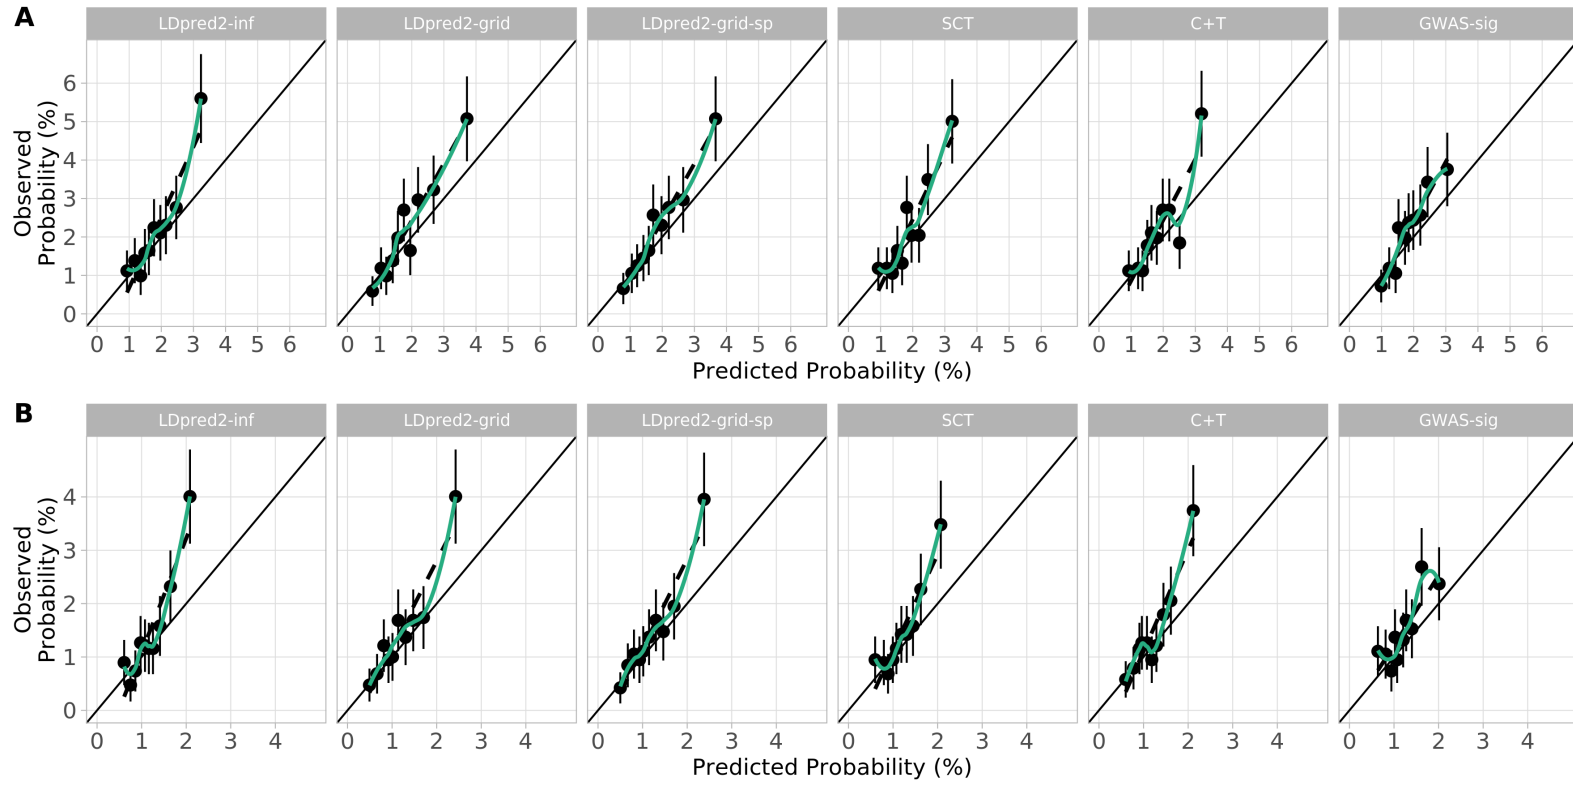 A
LDpred2-inf LDpred2-grid LDpred2-grid-sp SCT C+T GWAS-sig
Observed
Probability (%)
6
5
4
3
2
1
0
0 1 2 3 4 5 6 0 1 2 3 4 5 6 0 1 2 3 4 5 6 0 1 2 3 4 5 6 0 1 2 3 4 5 6 0 1 2 3 4 5 6
Predicted Probability (%)
B
LDpred2-inf LDpred2-grid LDpred2-grid-sp SCT C+T GWAS-sig
Observed
Probability (%)
4
3
2
1
0
0 1 2 3 4 0 1 2 3 4 0 1 2 3 4 0 1 2 3 4 0 1 2 3 4 0 1 2 3 4
Predicted Probability (%)